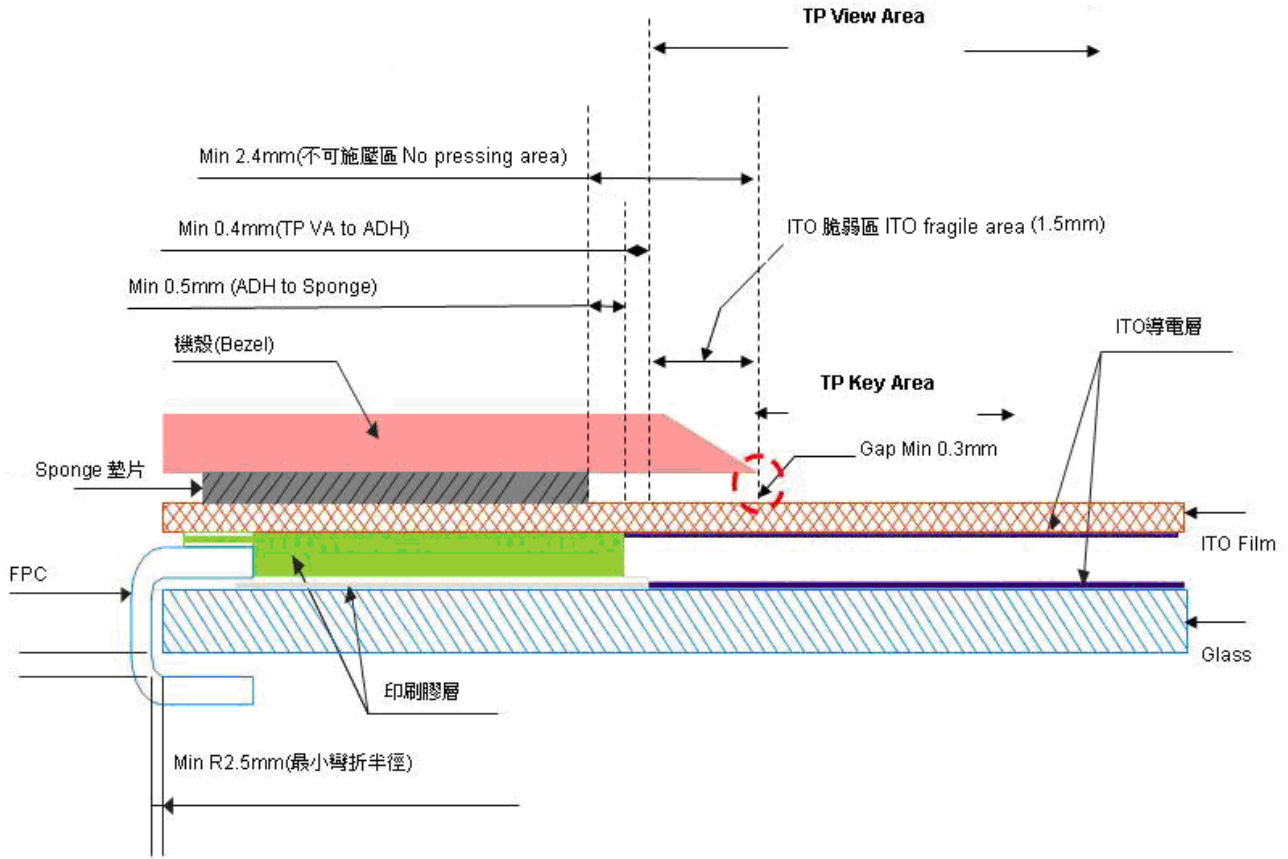 TP View Area
Min 2.4mm(不可施壓區 No pressing area)
Min 0.4mm(TP VA to ADH)
ITO 脆弱區 ITO fragile area (1.5mm)
Min 0.5mm (ADH to Sponge)
ITO導電層
機殼(Bezel)
TP Key Area
Gap Min 0.3mm
Sponge 墊片
ITO Film
FPC
Glass
印刷膠層
Min R2.5mm(最小彎折半徑)